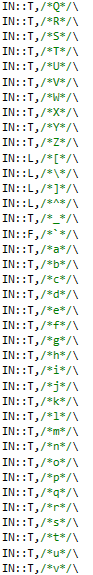 IN::T,/*Q*/\
IN::T,/*R*/\
IN::T,/*S*/\
IN::T,/*T*/\
IN::T,/*U*/\
IN::T,/*V*/\
IN::T,/*W*/\
IN::T,/*X*/\
IN::T,/*Y*/\
IN::T,/*Z*/\
IN::L,/*[*/\
IN::L,/*\*/\
IN::L,/*]*/\
IN::L,/*^*/\
IN::T,/*_*/\
IN::F,/*`*/\
IN::T,/*a*/\
IN::T,/*b*/\
IN::T,/*c*/\
IN::T,/*d*/\
IN::T,/*e*/\
IN::T,/*f*/\
IN::T,/*g*/\
IN::T,/*h*/\
IN::T,/*i*/\
IN::T,/*j*/\
IN::T,/*k*/\
IN::T,/*l*/\
IN::T,/*m*/\
IN::T,/*n*/\
IN::T,/*o*/\
IN::T,/*p*/\
IN::T,/*q*/\
IN::T,/*r*/\
IN::T,/*s*/\
IN::T,/*t*/\
IN::T,/*u*/\
IN::T,/*v*/\